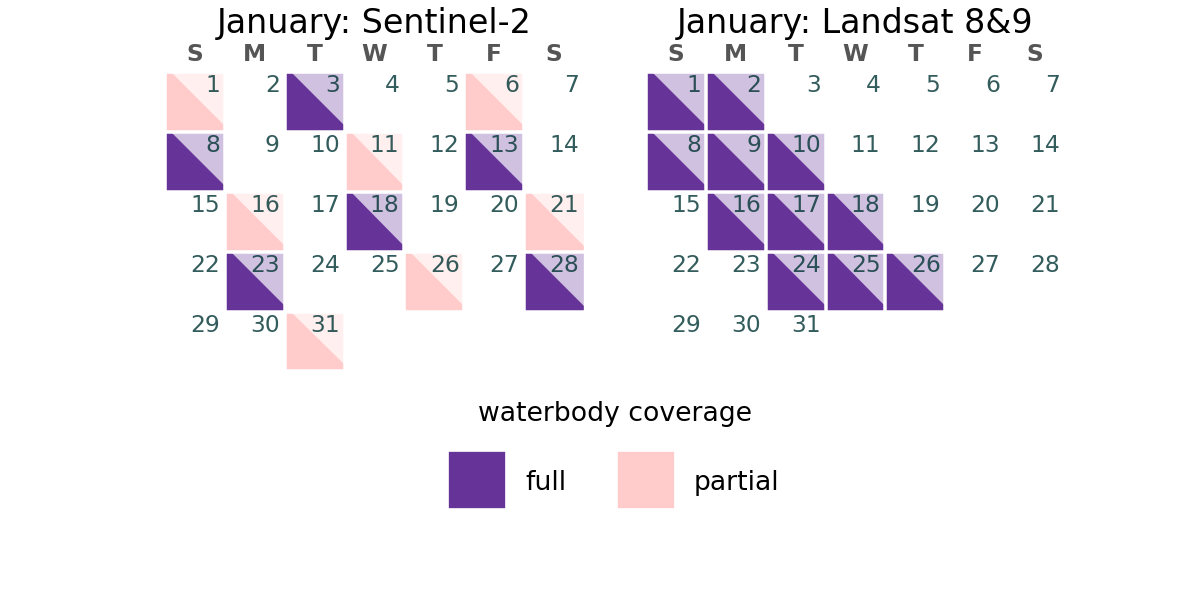 January: Sentinel-2
S M T W T F S
1 2 3 4 5 6 7
8 9 10 11 12 13 14
15 16 17 18 19 20 21
22 23 24 25 26 27 28
29 30 31
January: Landsat 8&9
S M T W T F S
1 2 3 4 5 6 7
8 9 10 11 12 13 14
15 16 17 18 19 20 21
22 23 24 25 26 27 28
29 30 31
waterbody coverage
full partial